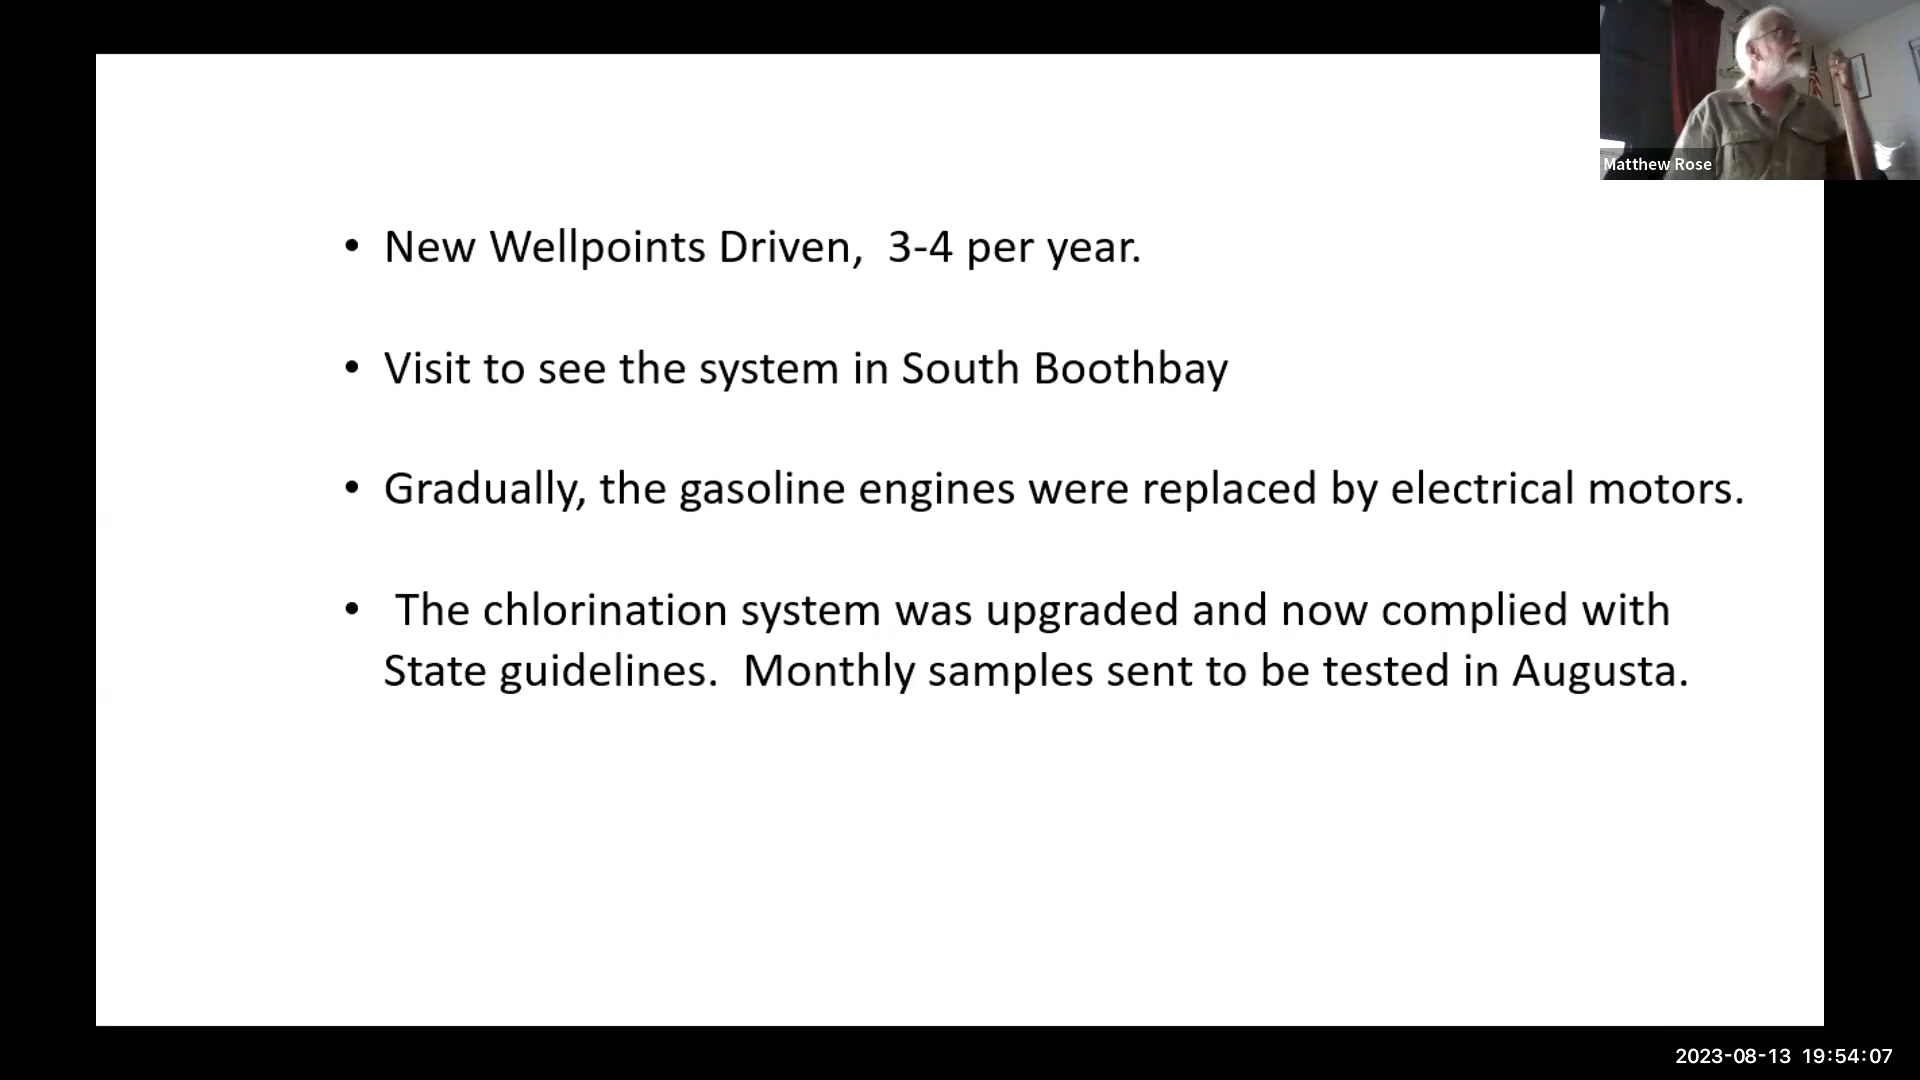 Matthew Rose
• New Wellpoints Driven,  3-4 per year.
• Visit to see the system in South Boothbay
• Gradually, the gasoline engines were replaced by electrical motors.
•  The chlorination system was upgraded and now complied with
State guidelines.  Monthly samples sent to be tested in Augusta.
2023-08-13 19:54:07